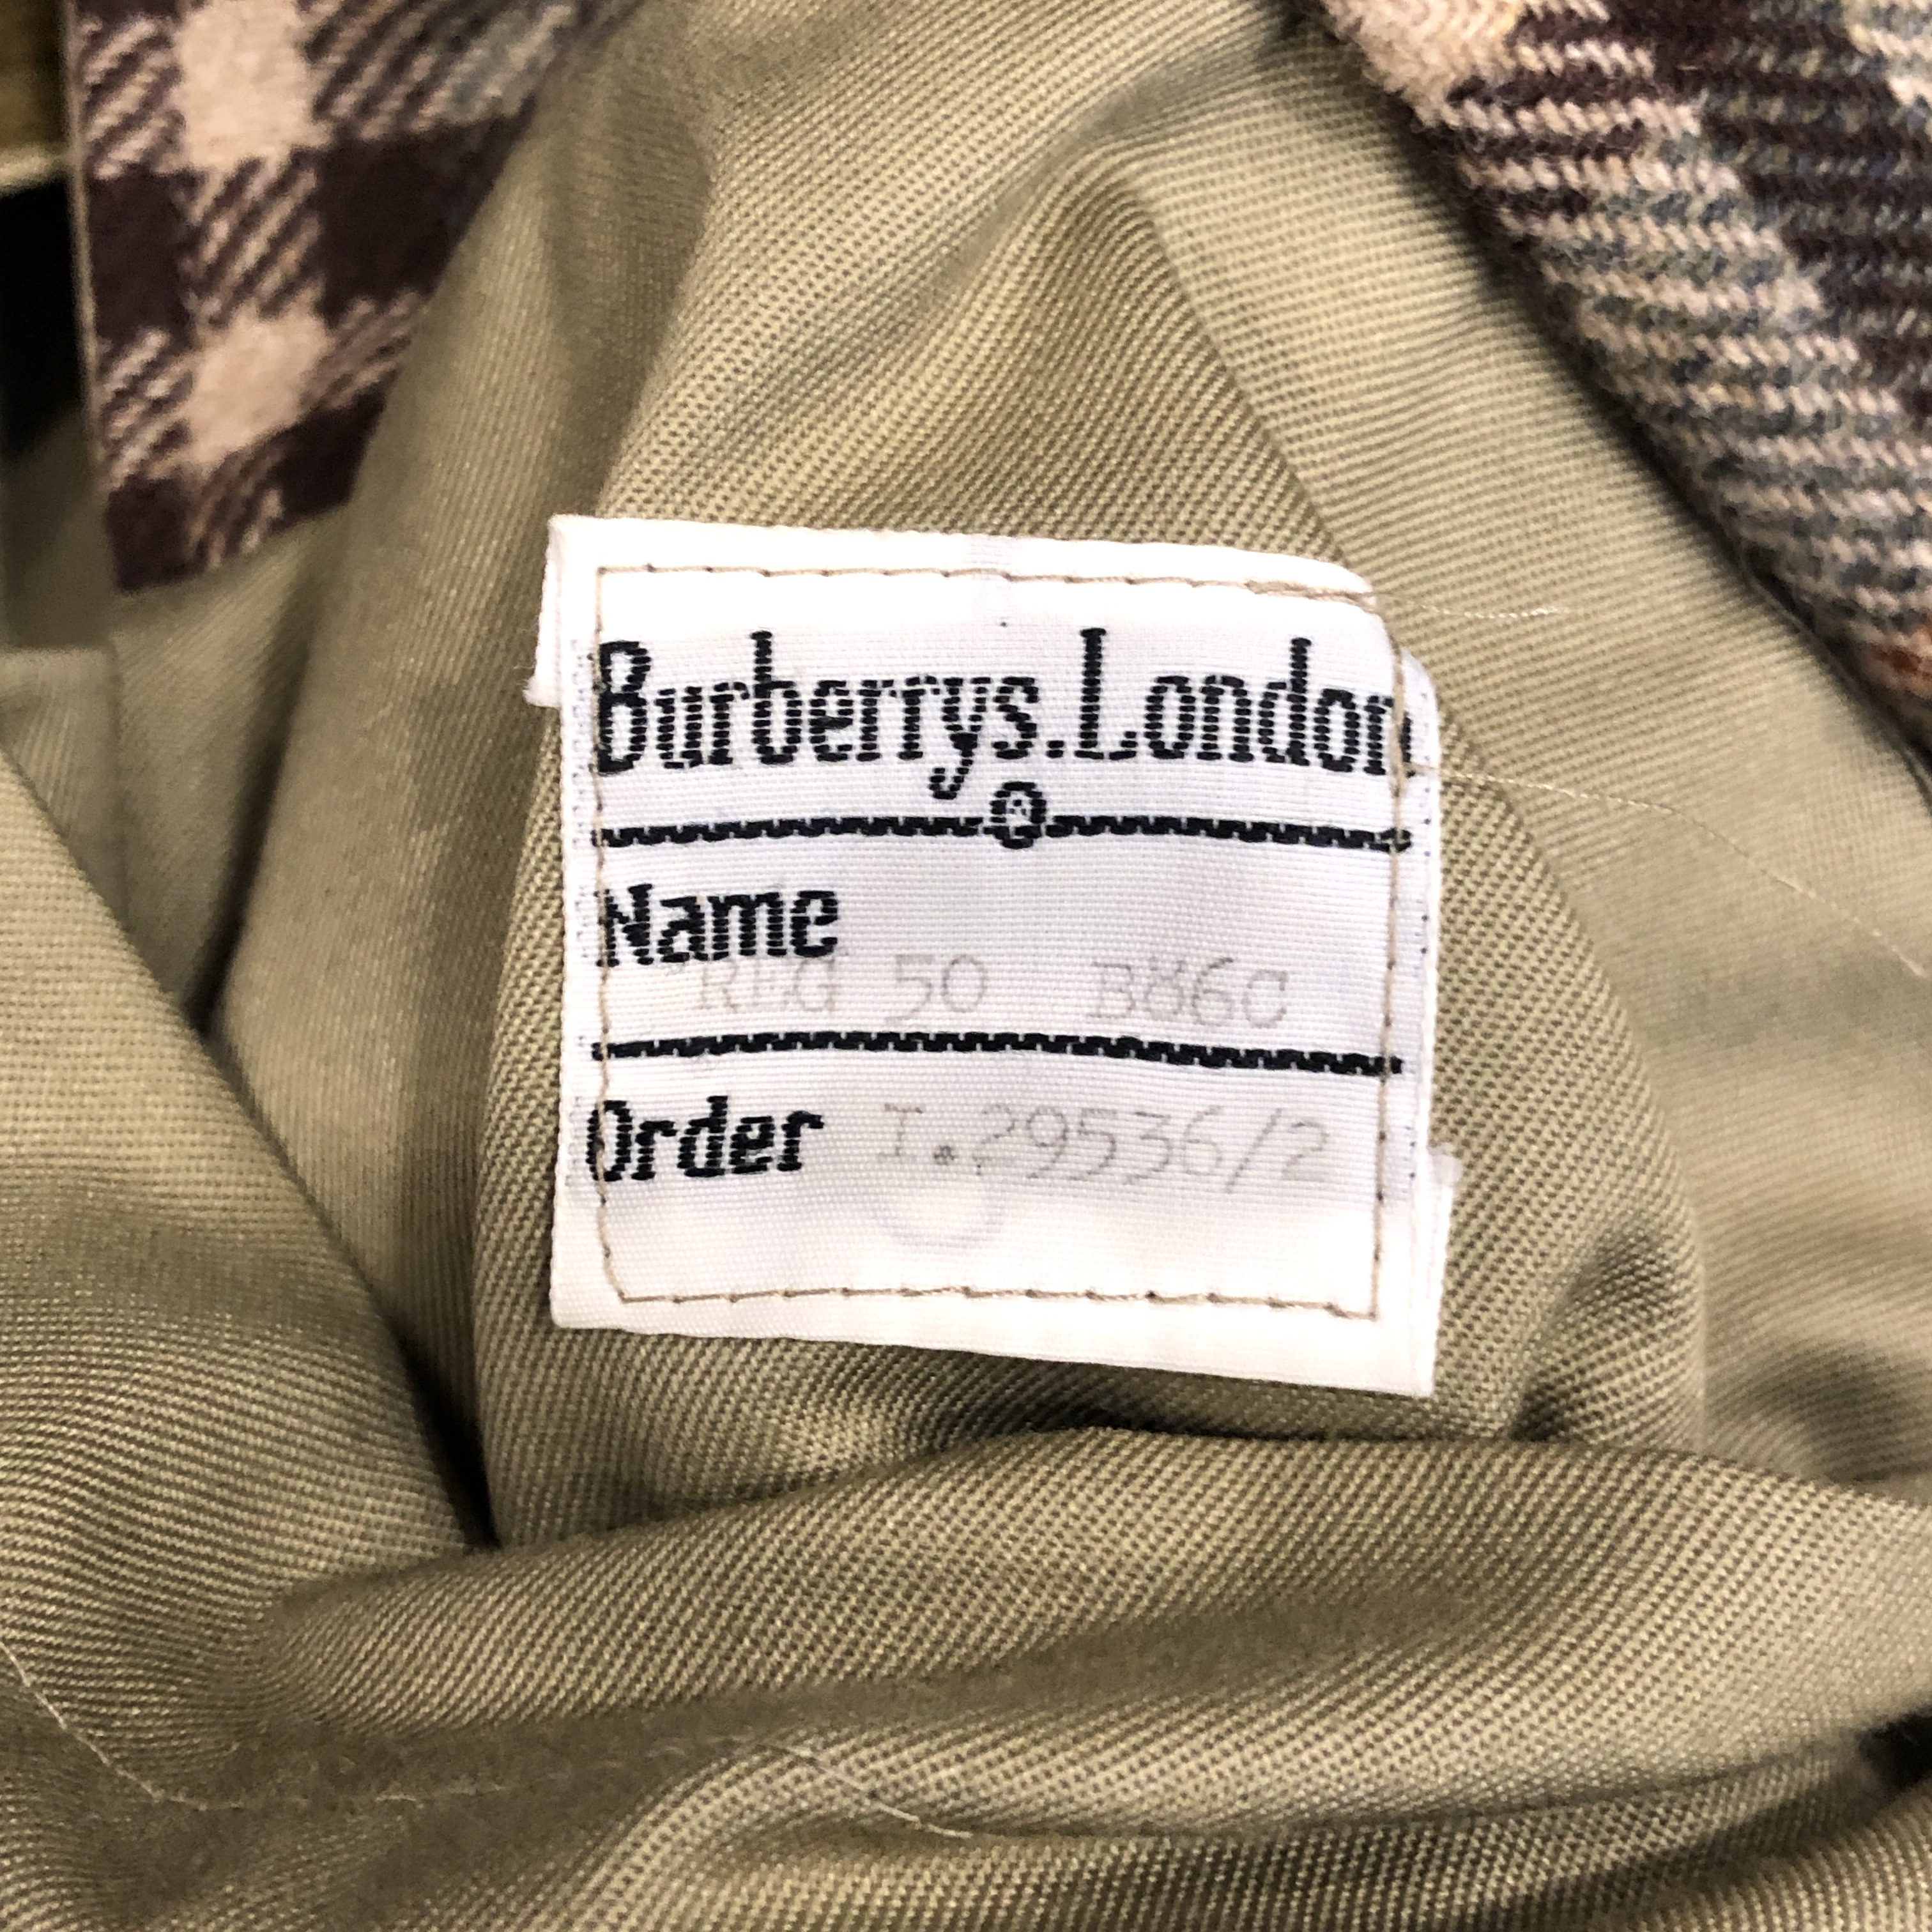 Burberrys.London
Name
REG 50 B86C
Order I.29536/2